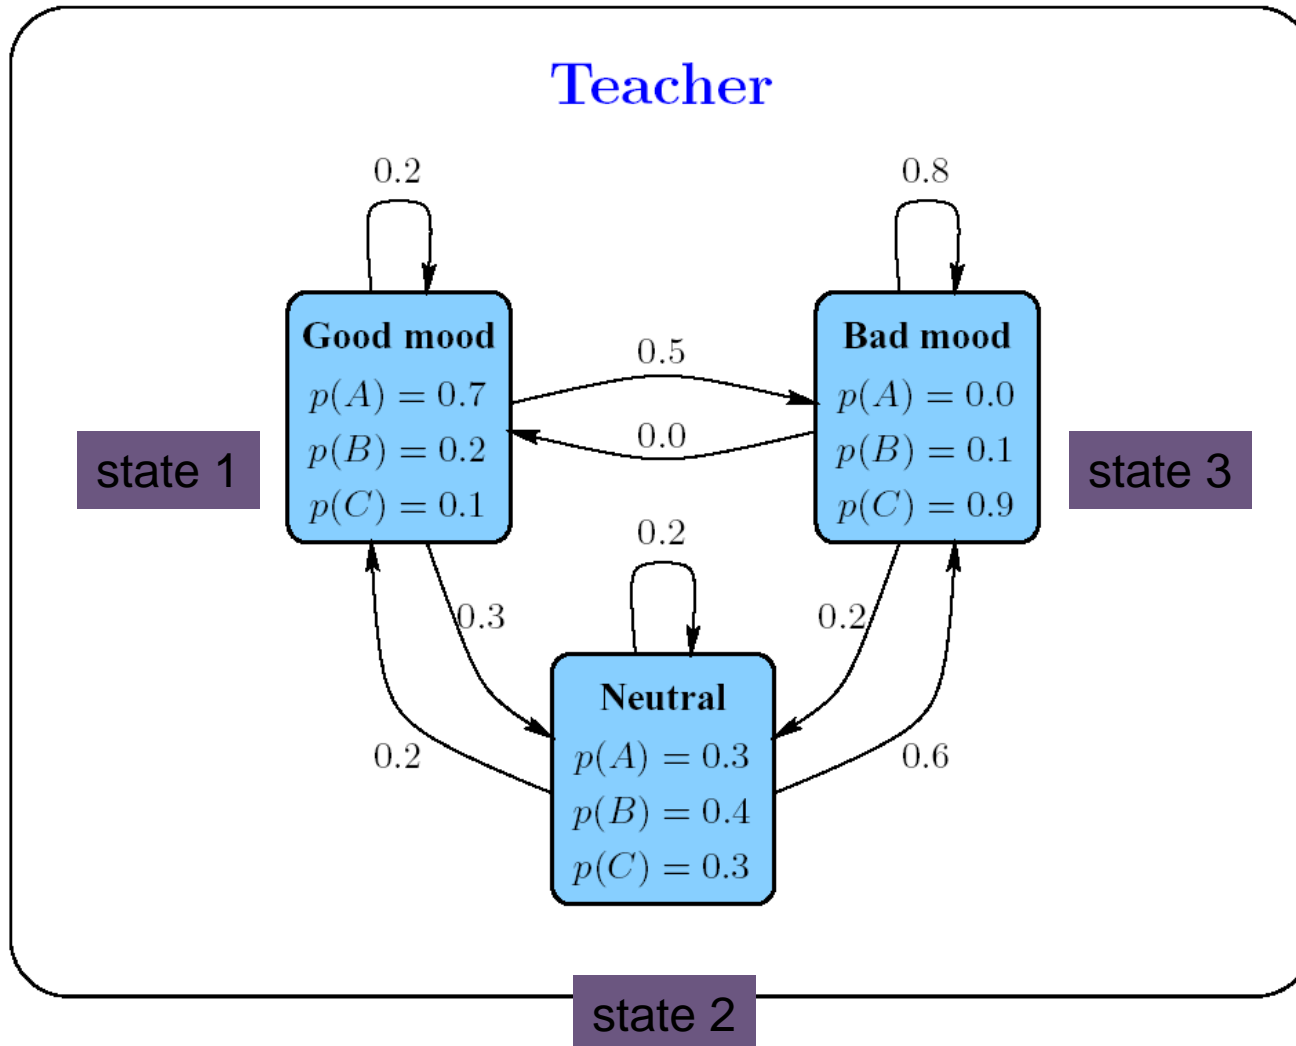 Teacher
0.2
0.8
Good mood
p(A) = 0.7
p(B) = 0.2
p(C) = 0.1
0.5
0.0
Bad mood
p(A) = 0.0
p(B) = 0.1
p(C) = 0.9
state 1
state 3
0.2
0.3
0.2
Neutral
p(A) = 0.3
p(B) = 0.4
p(C) = 0.3
0.2
0.6
state 2